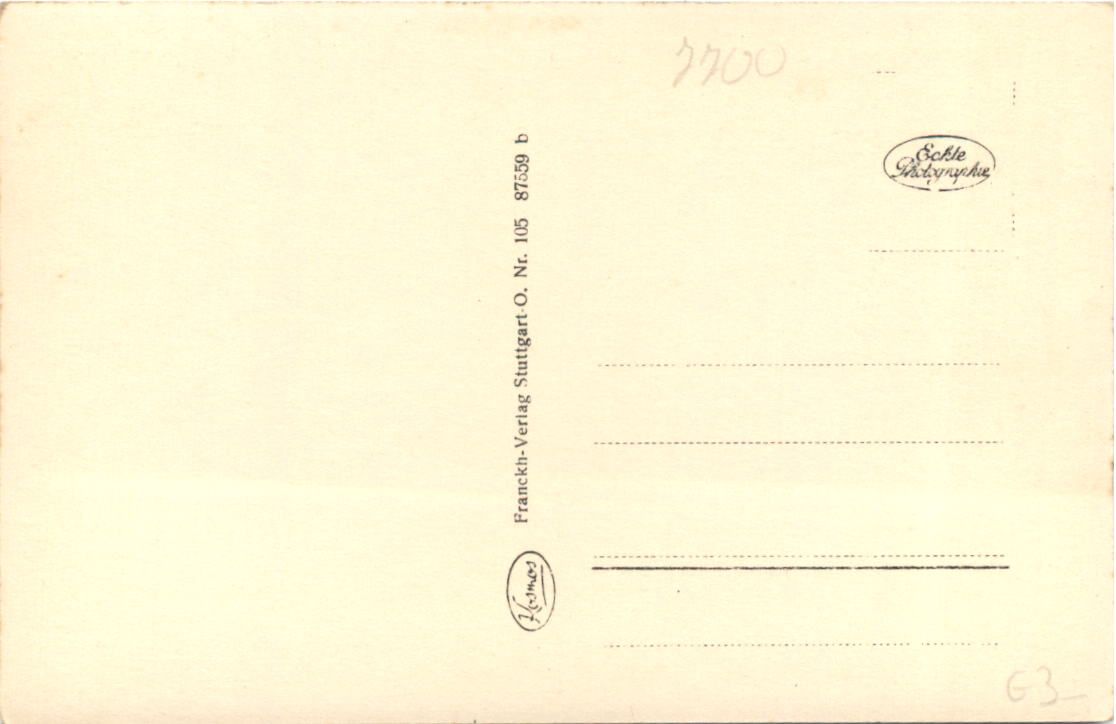 7700
Echte
Photographie
Franckh-Verlag Stuttgart-O. Nr. 105 87559 b
Kosmos
G3-